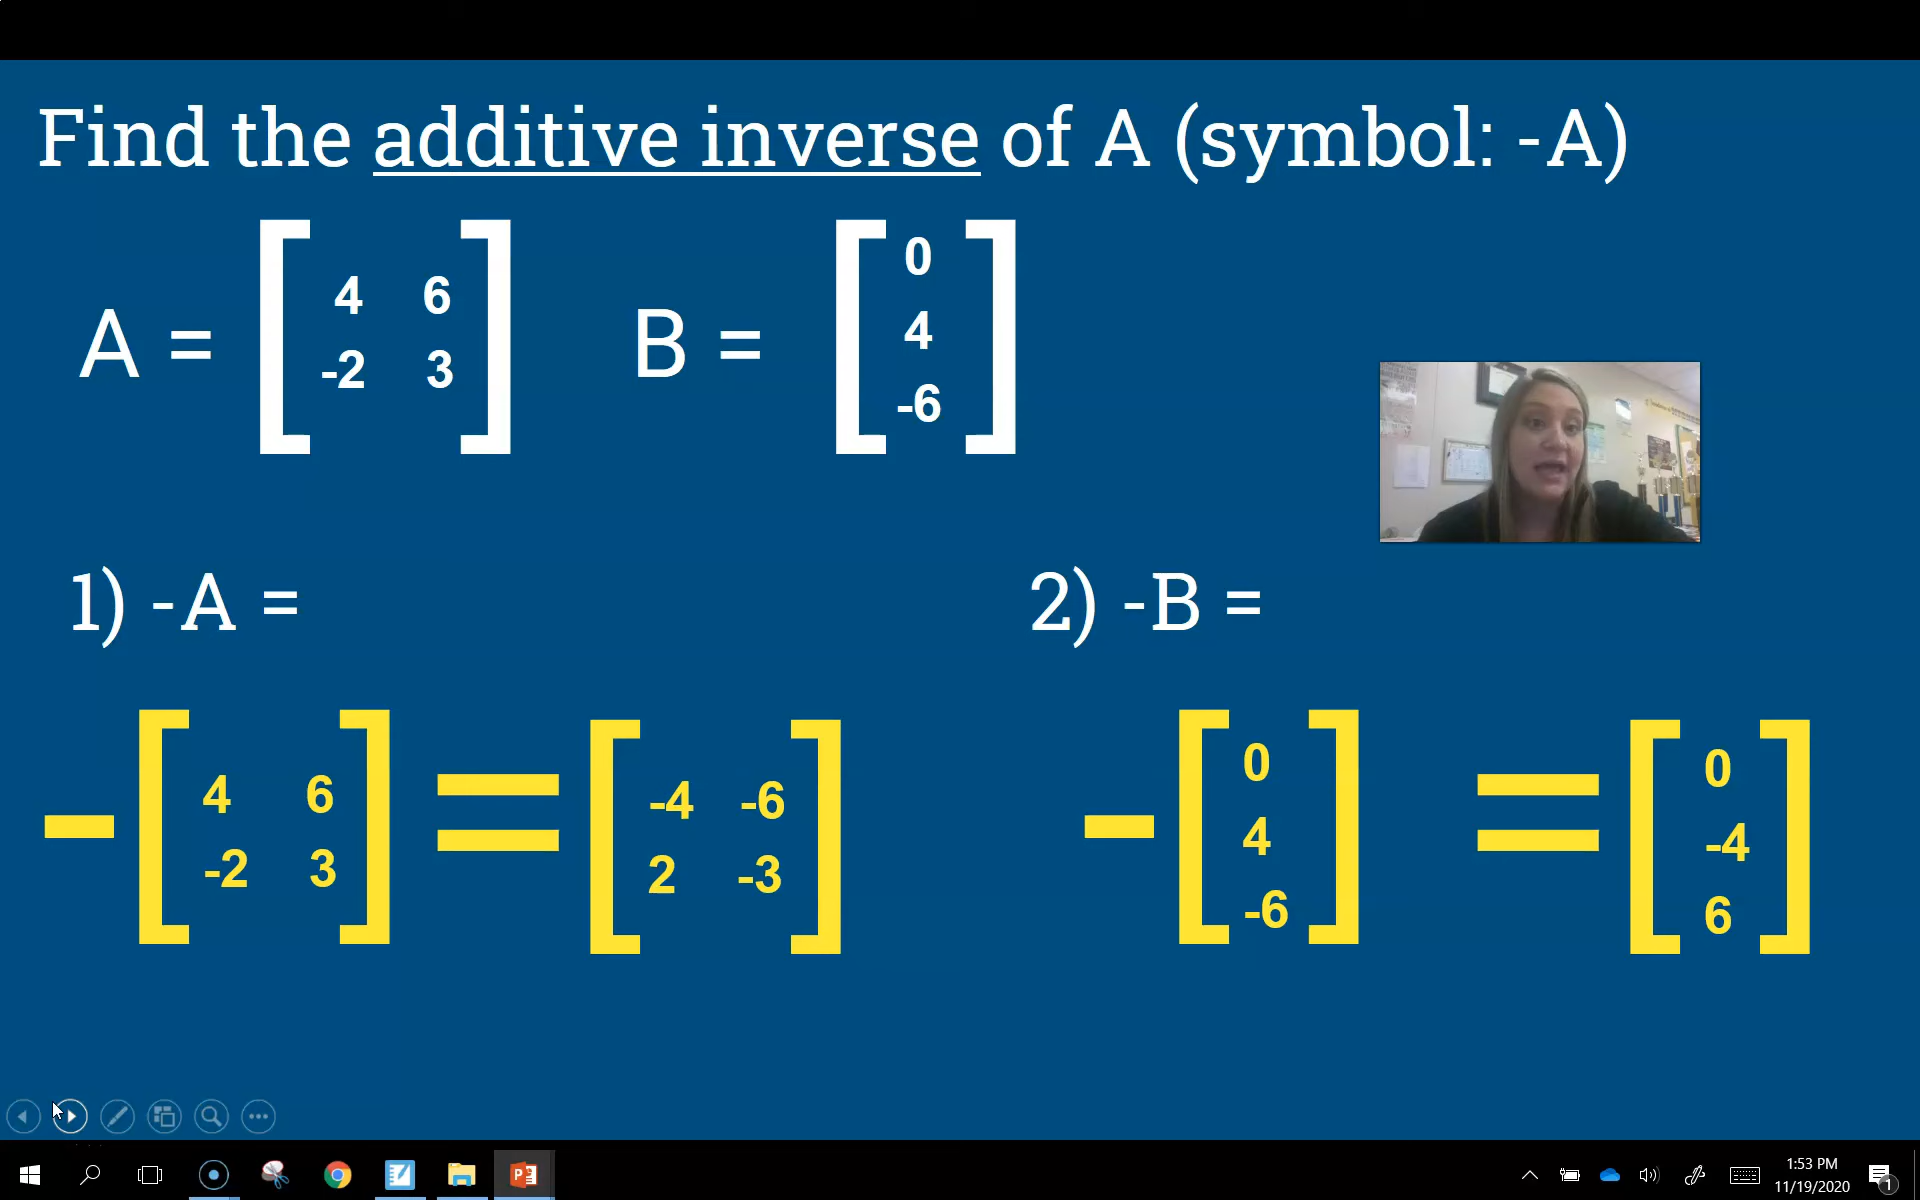 Find the additive inverse of A (symbol: -A)
A = [4 6
-2 3]
B = [0
4
-6]
1) -A =
2) -B =
-[4 6
-2 3] = [-4 -6
2 -3]
-[0
4
-6] = [0
-4
6]
1:53 PM
11/19/2020
1